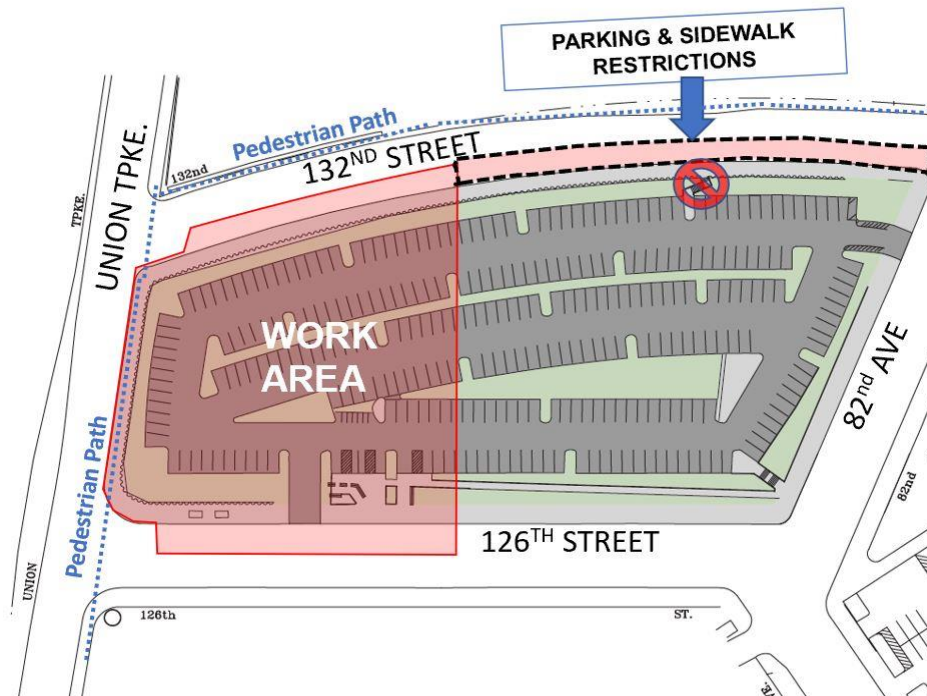 PARKING & SIDEWALK
RESTRICTIONS
Pedestrian Path
132ND STREET
132nd
UNION TPKE.
TPKE.
WORK
AREA
82nd AVE
82nd
Pedestrian Path
126TH STREET
UNION
126th
ST.
AVE.